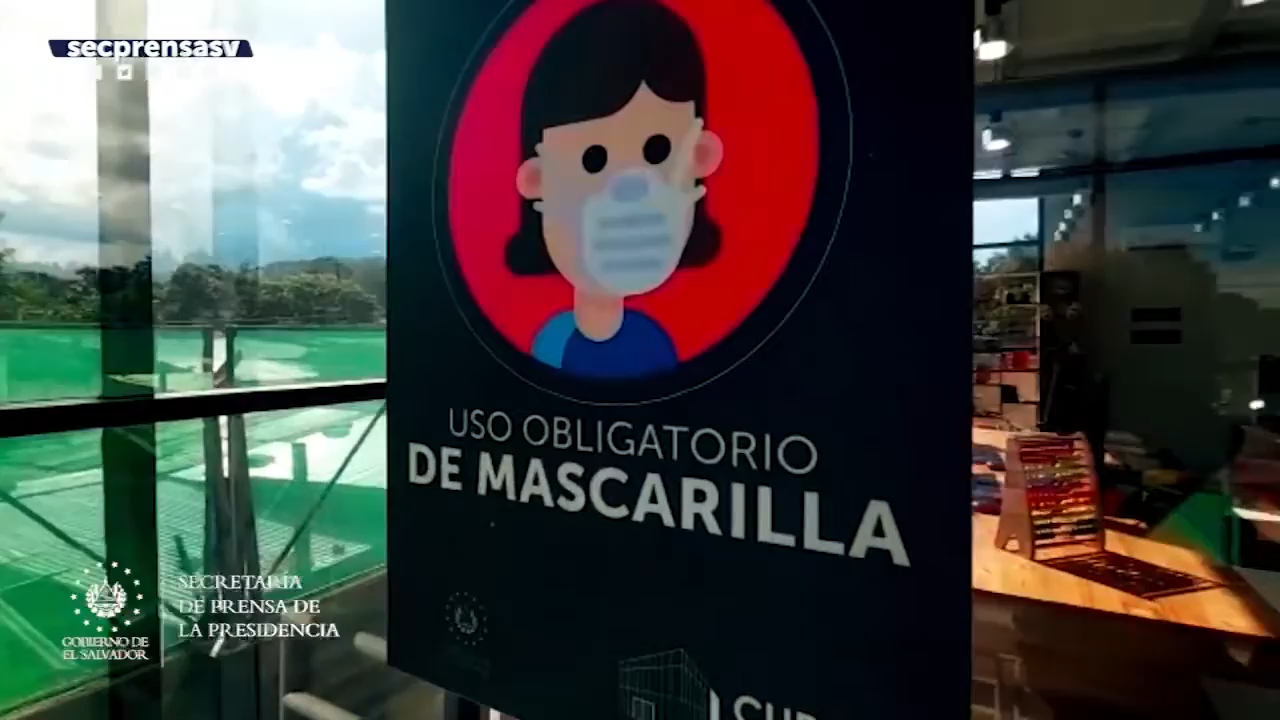 secprensasv
USO OBLIGATORIO
DE MASCARILLA
SECRETARÍA
DE PRENSA DE
LA PRESIDENCIA
GOBIERNO DE
EL SALVADOR